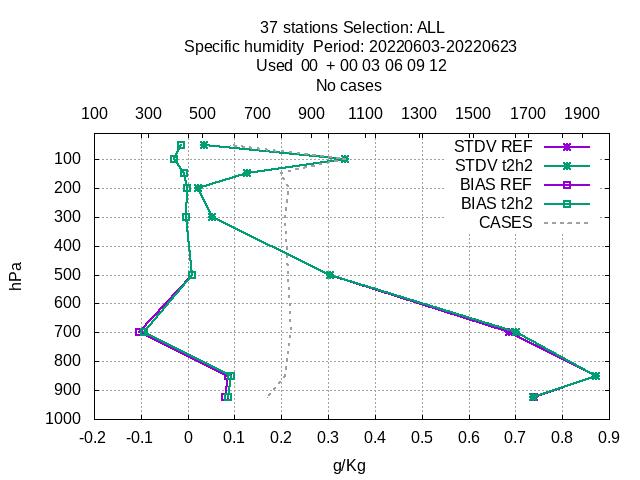 37 stations Selection: ALL
Specific humidity  Period: 20220603-20220623
Used  00  + 00 03 06 09 12
No cases
100 300 500 700 900 1100 1300 1500 1700 1900
STDV REF
STDV t2h2
BIAS REF
BIAS t2h2
CASES
100
200
300
400
500
600
700
800
900
1000
hPa
-0.2 -0.1 0 0.1 0.2 0.3 0.4 0.5 0.6 0.7 0.8 0.9
g/Kg